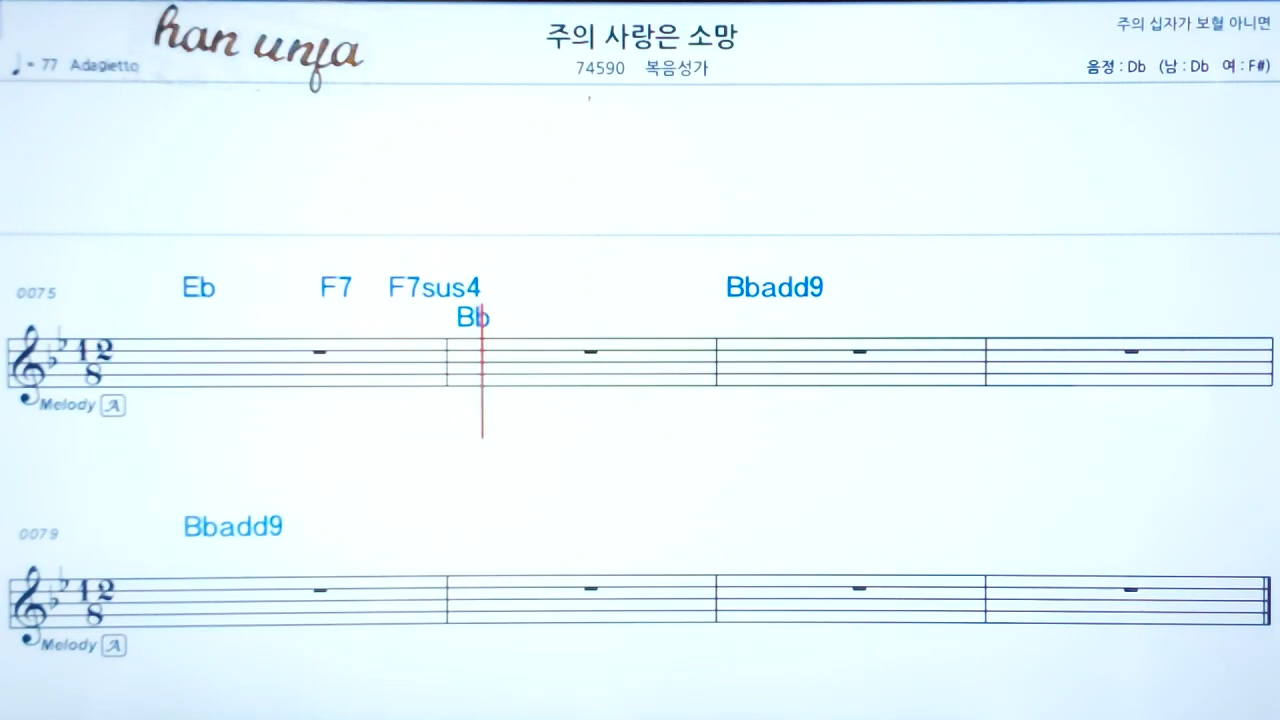 han unfa
주의 사랑은 소망
주의 십자가 보혈 아니면
♩= 77 Adagietto
74590 복음성가
음정 : Db (남 : Db 여 : F#)
0075 Eb F7 F7sus4 Bbadd9
Bb
12
8
Melody A
0079 Bbadd9
12
8
Melody A